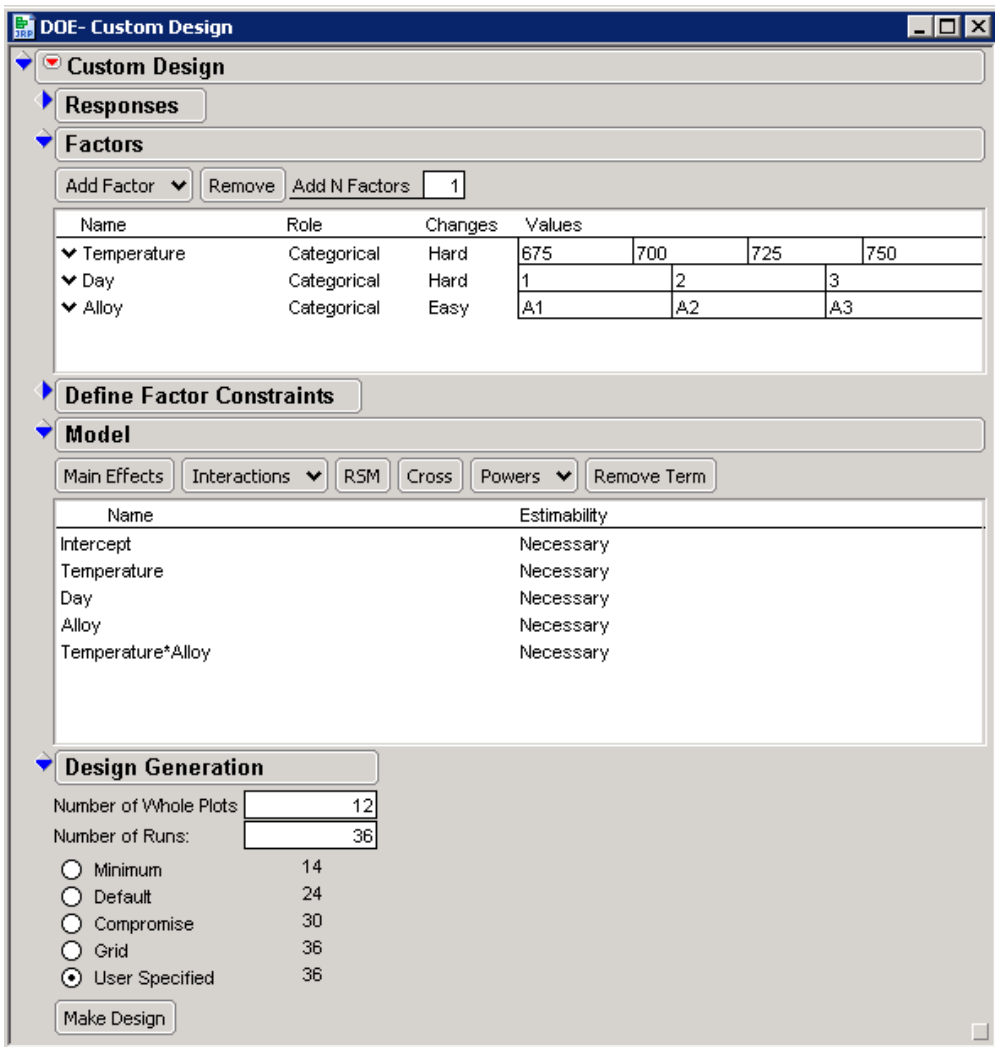 DOE- Custom Design
Custom Design
Responses
Factors
Add Factor Remove Add N Factors 1
Name Role Changes Values
Temperature Categorical Hard 675 700 725 750
Day Categorical Hard 1 2 3
Alloy Categorical Easy A1 A2 A3
Define Factor Constraints
Model
Main Effects Interactions RSM Cross Powers Remove Term
Name Estimability
Intercept Necessary
Temperature Necessary
Day Necessary
Alloy Necessary
Temperature*Alloy Necessary
Design Generation
Number of Whole Plots 12
Number of Runs: 36
Minimum 14
Default 24
Compromise 30
Grid 36
User Specified 36
Make Design